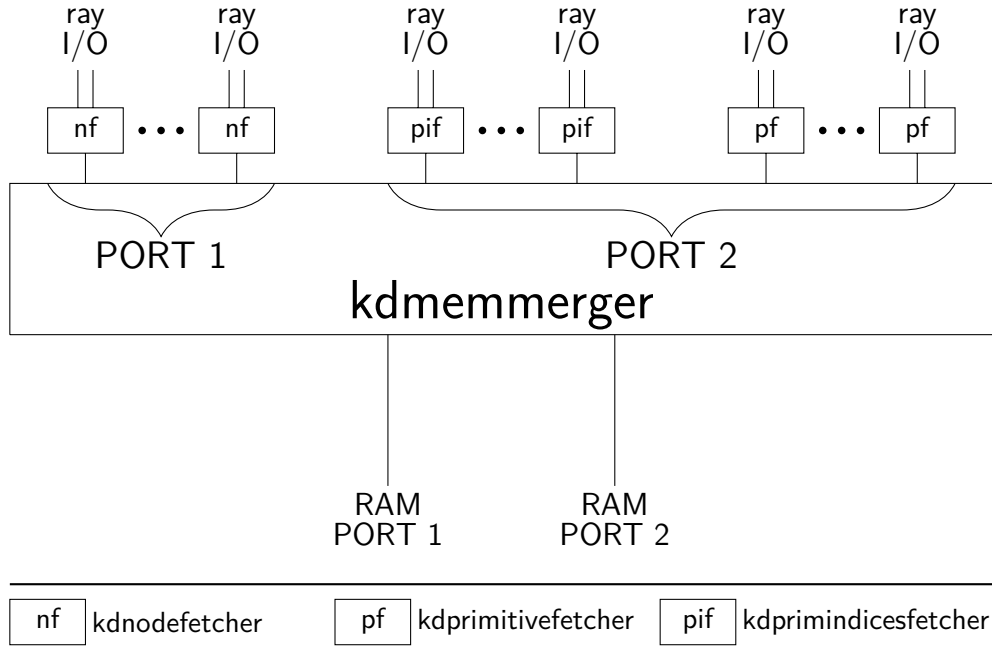 ray ray ray ray ray ray
I/O I/O I/O I/O I/O I/O
nf ••• nf pif ••• pif pf ••• pf
PORT 1 PORT 2
kdmemmerger
RAM RAM
PORT 1 PORT 2
nf kdnodefetcher pf kdprimitivefetcher pif kdprimindicesfetcher